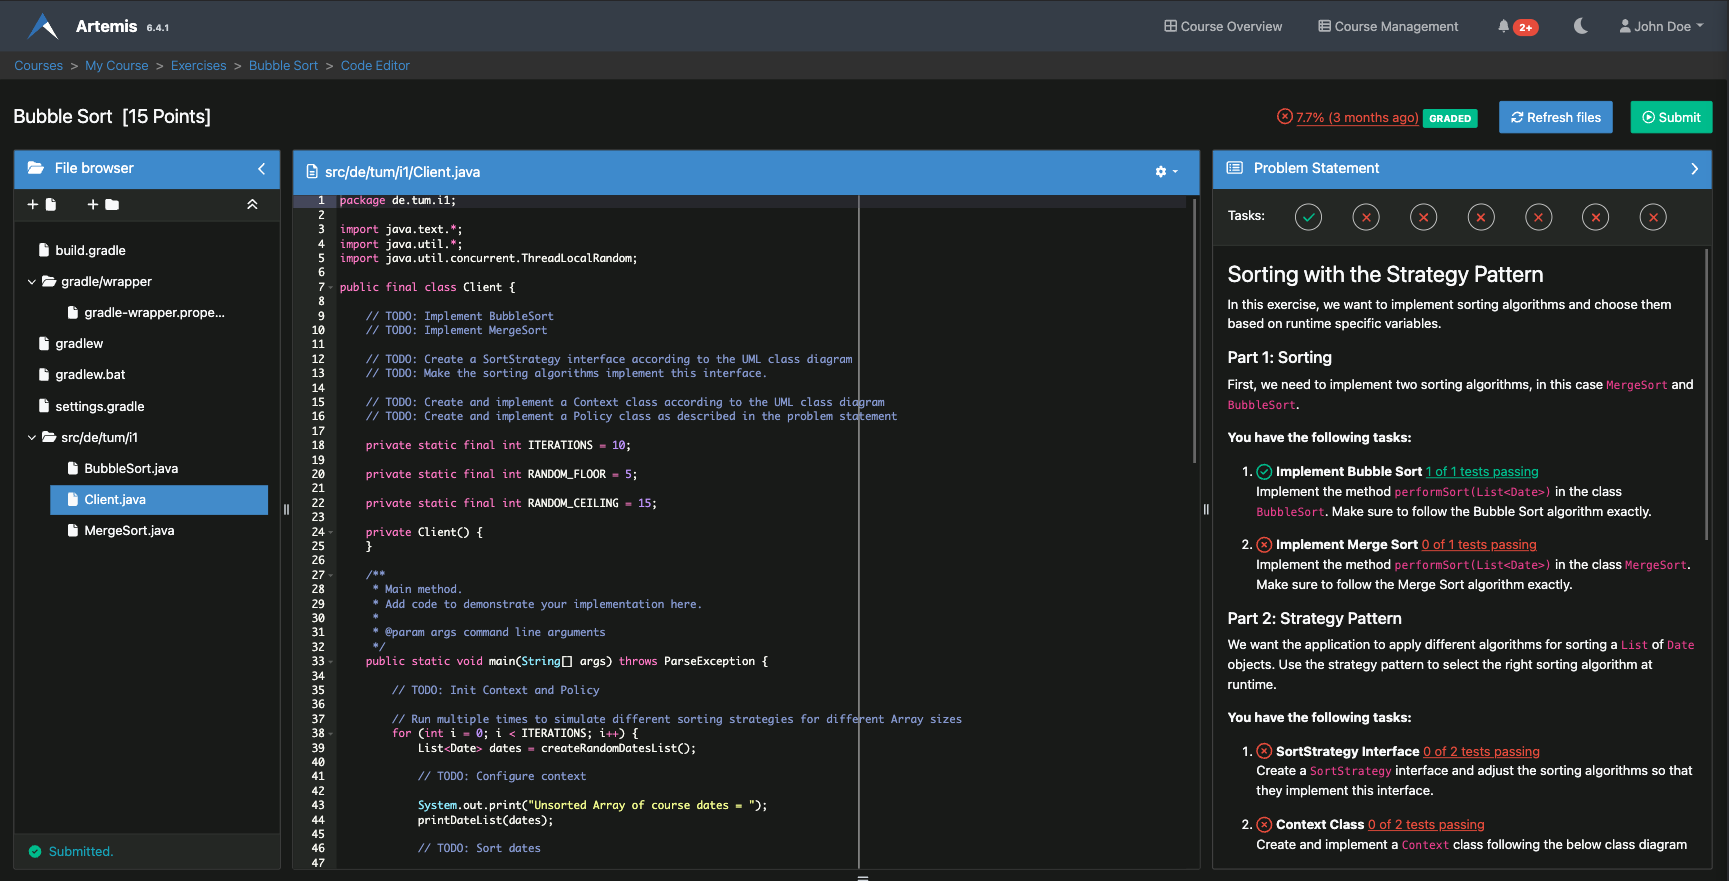 Artemis 6.4.1
Course Overview
Course Management
2+
John Doe
Courses > My Course > Exercises > Bubble Sort > Code Editor
Bubble Sort [15 Points]
7.7% (3 months ago) GRADED
Refresh files
Submit
File browser
build.gradle
gradle/wrapper
gradle-wrapper.prope...
gradlew
gradlew.bat
settings.gradle
src/de/tum/i1
BubbleSort.java
Client.java
MergeSort.java
Submitted.
src/de/tum/i1/Client.java
1 package de.tum.i1;
2
3 import java.text.*;
4 import java.util.*;
5 import java.util.concurrent.ThreadLocalRandom;
6
7 public final class Client {
8
9 // TODO: Implement BubbleSort
10 // TODO: Implement MergeSort
11
12 // TODO: Create a SortStrategy interface according to the UML class diagram
13 // TODO: Make the sorting algorithms implement this interface.
14
15 // TODO: Create and implement a Context class according to the UML class diagram
16 // TODO: Create and implement a Policy class as described in the problem statement
17
18 private static final int ITERATIONS = 10;
19
20 private static final int RANDOM_FLOOR = 5;
21
22 private static final int RANDOM_CEILING = 15;
23
24 private Client() {
25 }
26
27 /**
28 * Main method.
29 * Add code to demonstrate your implementation here.
30 *
31 * @param args command line arguments
32 */
33 public static void main(String[] args) throws ParseException {
34
35 // TODO: Init Context and Policy
36
37 // Run multiple times to simulate different sorting strategies for different Array sizes
38 for (int i = 0; i < ITERATIONS; i++) {
39 List<Date> dates = createRandomDatesList();
40
41 // TODO: Configure context
42
43 System.out.print("Unsorted Array of course dates = ");
44 printDateList(dates);
45
46 // TODO: Sort dates
47
Problem Statement
Tasks:
Sorting with the Strategy Pattern
In this exercise, we want to implement sorting algorithms and choose them
based on runtime specific variables.
Part 1: Sorting
First, we need to implement two sorting algorithms, in this case MergeSort and
BubbleSort.
You have the following tasks:
1. Implement Bubble Sort 1 of 1 tests passing
Implement the method performSort(List<Date>) in the class
BubbleSort. Make sure to follow the Bubble Sort algorithm exactly.
2. Implement Merge Sort 0 of 1 tests passing
Implement the method performSort(List<Date>) in the class MergeSort.
Make sure to follow the Merge Sort algorithm exactly.
Part 2: Strategy Pattern
We want the application to apply different algorithms for sorting a List of Date
objects. Use the strategy pattern to select the right sorting algorithm at
runtime.
You have the following tasks:
1. SortStrategy Interface 0 of 2 tests passing
Create a SortStrategy interface and adjust the sorting algorithms so that
they implement this interface.
2. Context Class 0 of 2 tests passing
Create and implement a Context class following the below class diagram